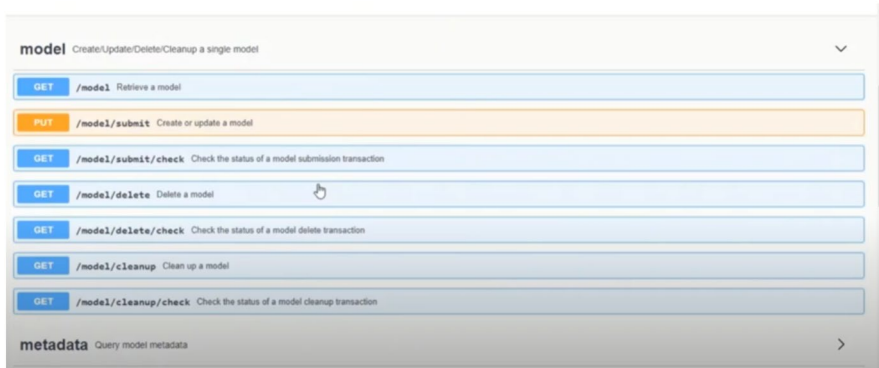 model Create/Update/Delete/Cleanup a single model
GET /model Retrieve a model
PUT /model/submit Create or update a model
GET /model/submit/check Check the status of a model submission transaction
GET /model/delete Delete a model
GET /model/delete/check Check the status of a model delete transaction
GET /model/cleanup Clean up a model
GET /model/cleanup/check Check the status of a model cleanup transaction
metadata Query model metadata